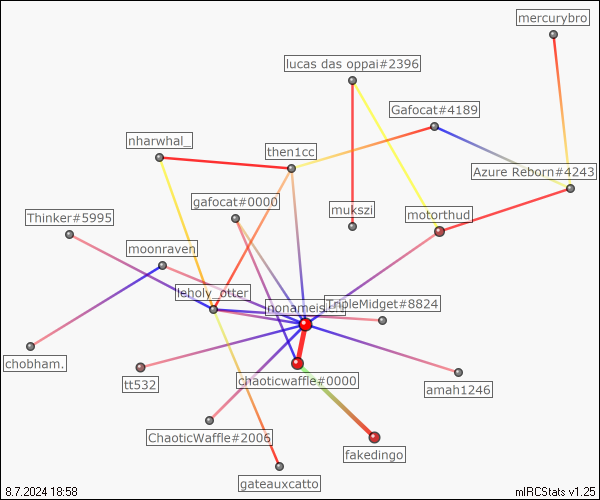 mercurybro
lucas das oppai#2396
Gafocat#4189
nharwhal_
then1cc
Azure Reborn#4243
gafocat#0000
mukszi
motorthud
Thinker#5995
moonraven
leholy_otter
TripleMidget#8824
chobham.
chaoticwaffle#0000
tt532
amah1246
ChaoticWaffle#2006
fakedingo
gateauxcatto
8.7.2024 18:58
mIRCStats v1.25